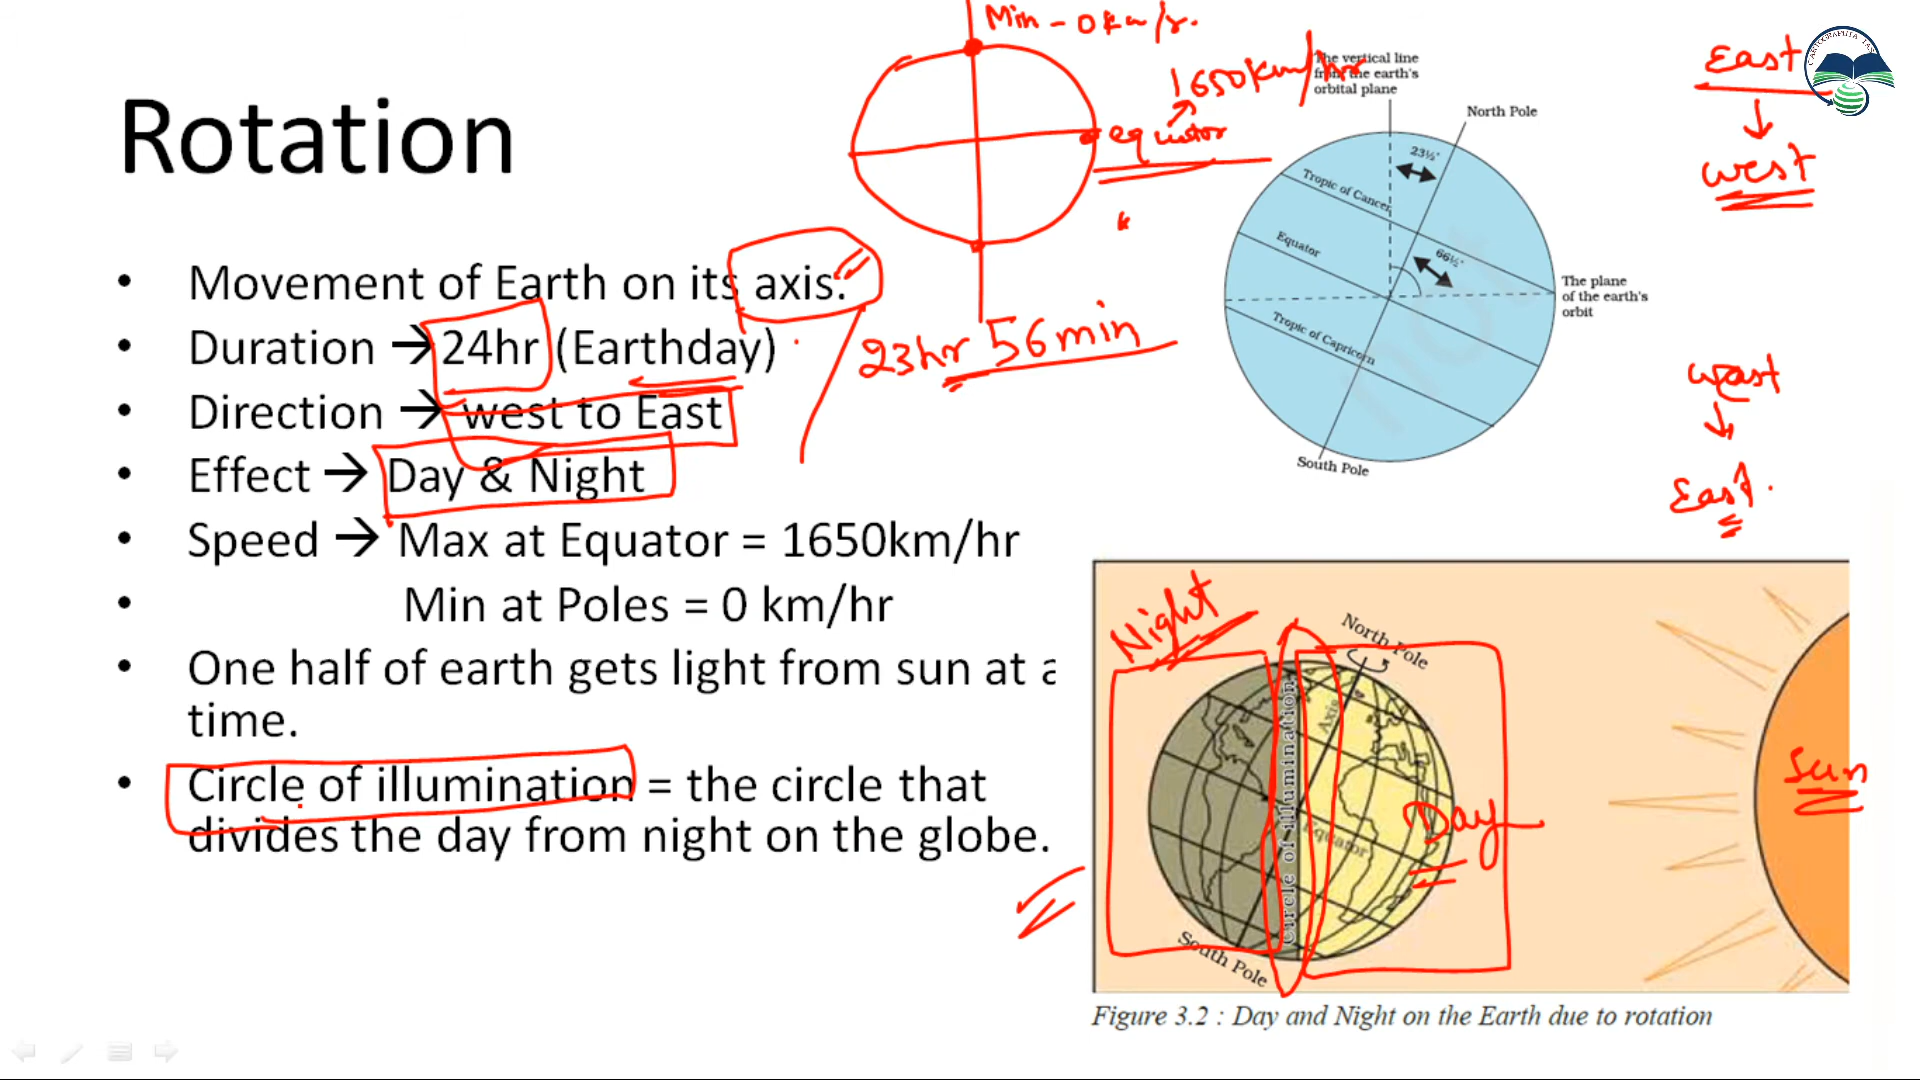 Rotation
• Movement of Earth on its axis.
• Duration → 24hr (Earthday)
• Direction → west to East
• Effect → Day & Night
• Speed → Max at Equator = 1650km/hr
• Min at Poles = 0 km/hr
• One half of earth gets light from sun at a
time.
• Circle of illumination = the circle that
divides the day from night on the globe.
Min - 0 km/hr.
1650km/hr
equator
23hr 56min
The vertical line
from the earth's
orbital plane
North Pole
23½°
Tropic of Cancer
Equator
66½°
The plane
of the earth's
orbit
Tropic of Capricorn
South Pole
CARTOGRAPHIA IAS
East
west
west
East.
Night
North Pole
Axis
Circle of illumination
Equator
Day
Sun
South Pole
Figure 3.2 : Day and Night on the Earth due to rotation